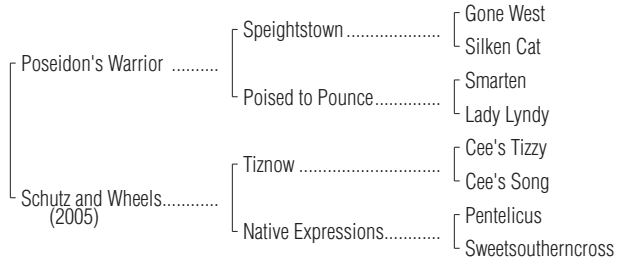 Gone West
Speightstown ....................
Silken Cat
Poseidon's Warrior ..........
Smarten
Poised to Pounce..............
Lady Lyndy
Cee's Tizzy
Tiznow ..............................
Cee's Song
Schutz and Wheels............
(2005)
Pentelicus
Native Expressions............
Sweetsoutherncross